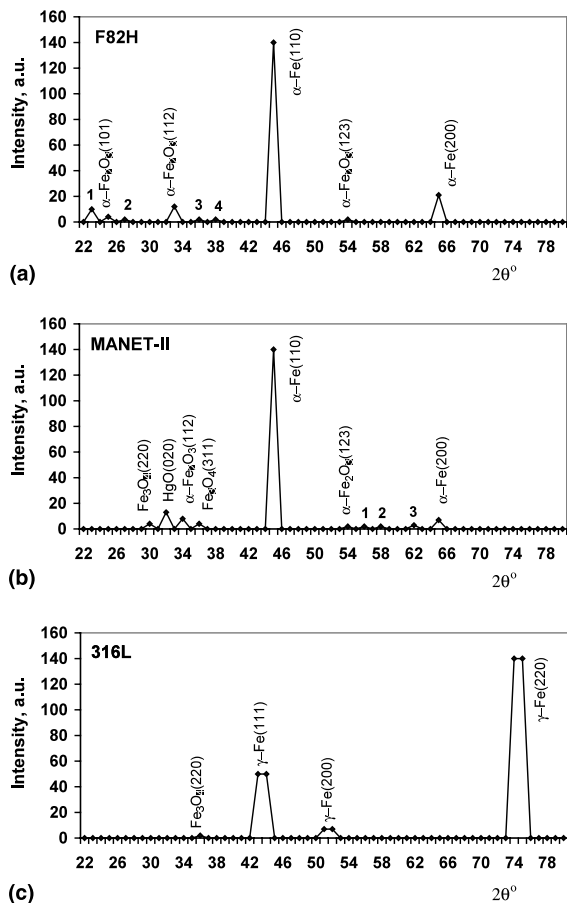 F82H
Intensity, a.u.
160
140
120
100
80
60
40
20
0
1
α–Fe2O3(101)
2
α–Fe2O3(112)
3
4
α–Fe(110)
α–Fe2O3(123)
α–Fe(200)
22 26 30 34 38 42 46 50 54 58 62 66 70 74 78
(a)
2θ°
MANET-II
Intensity, a.u.
160
140
120
100
80
60
40
20
0
Fe3O4(220)
HgO(020)
α–Fe2O3(112)
Fe3O4(311)
α–Fe(110)
α–Fe2O3(123)
1
2
3
α–Fe(200)
22 26 30 34 38 42 46 50 54 58 62 66 70 74 78
(b)
2θ°
316L
Intensity, a.u.
160
140
120
100
80
60
40
20
0
Fe3O4(220)
γ–Fe(111)
γ–Fe(200)
γ–Fe(220)
22 26 30 34 38 42 46 50 54 58 62 66 70 74 78
(c)
2θ°